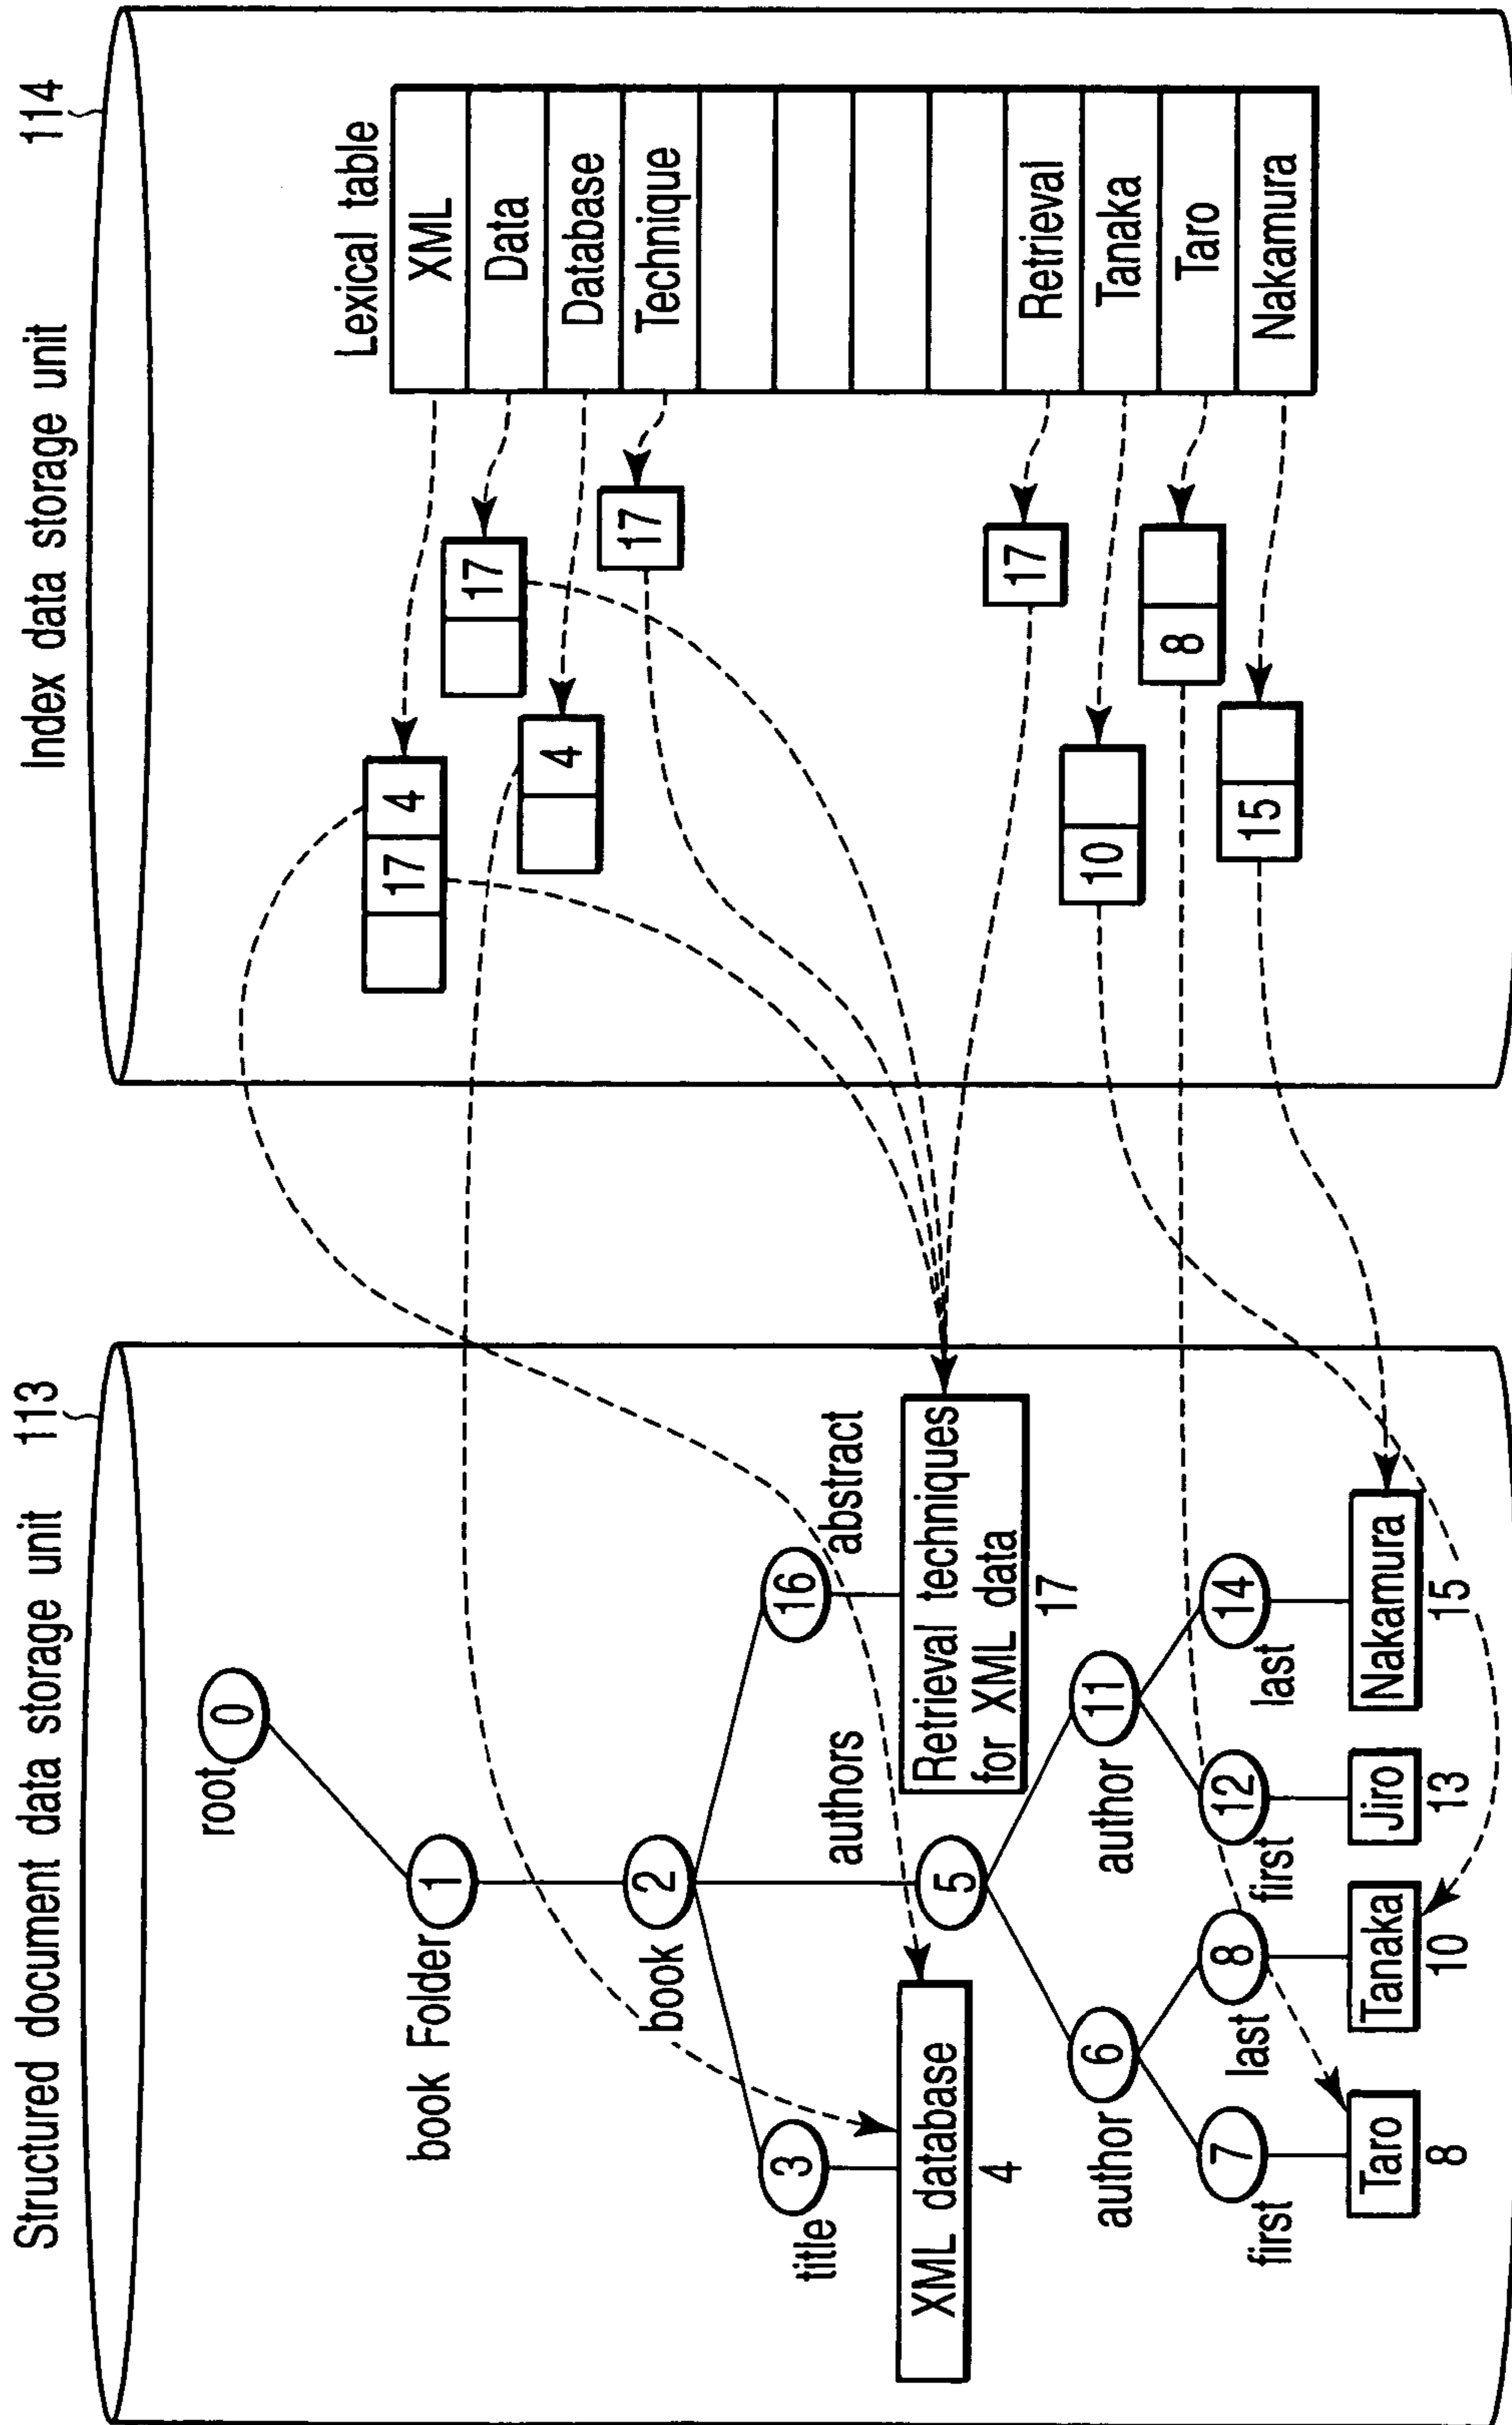 Structured document data storage unit 113
root
0
book Folder
1
book
2
title
3
authors
16
abstract
XML database
4
5
Retrieval techniques
for XML data
17
author
6
author
11
first
7
last
8
first
12
last
14
Taro
8
Tanaka
10
Jiro
13
Nakamura
15
Index data storage unit 114
Lexical table
XML
Data
Database
Technique
Retrieval
Tanaka
Taro
Nakamura
17 4
17
4
17
17
10
8
15